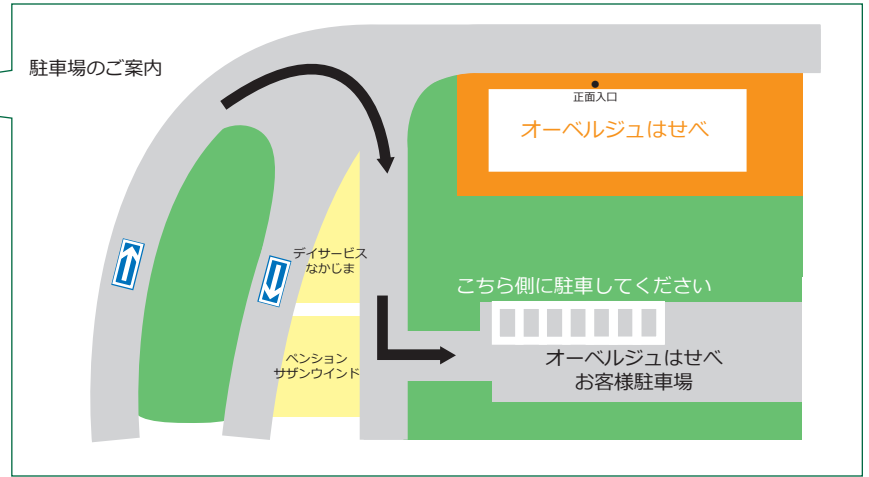 駐車場のご案内
正面入口
オーベルジュはせべ
デイサービス
なかじま
こちら側に駐車してください
ペンション
サザンウインド
オーベルジュはせべ
お客様駐車場